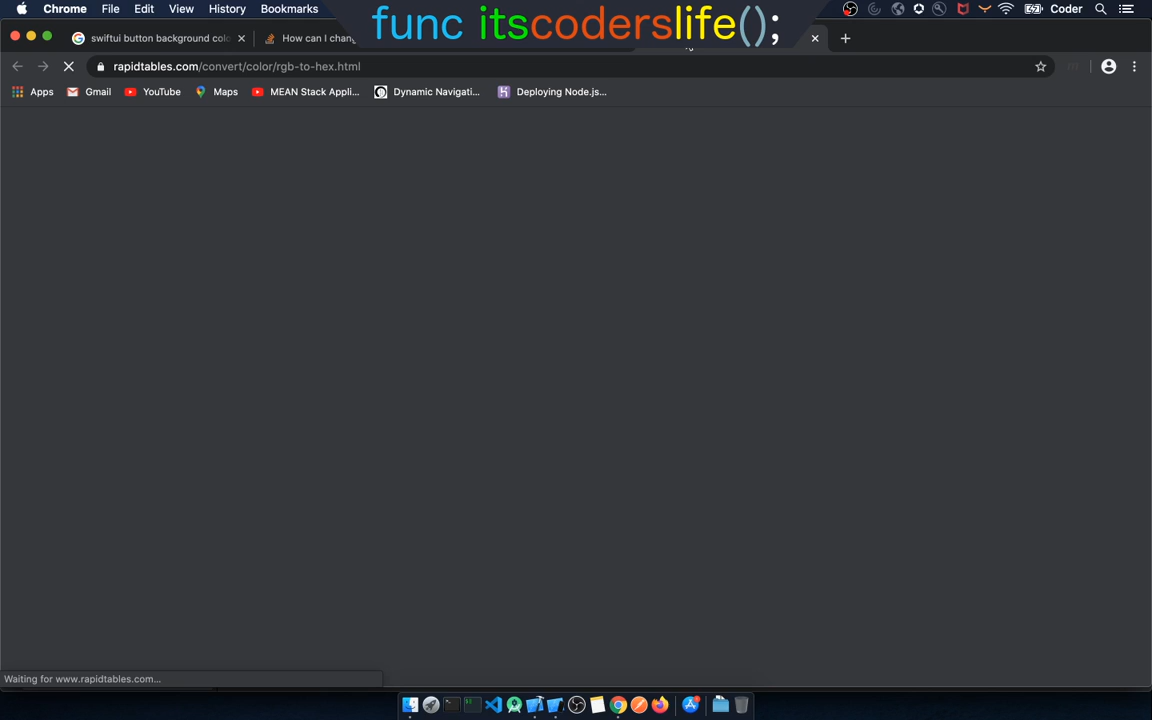 Chrome File Edit View History Bookmarks
func itscoderslife();
Coder
swiftui button background colo
How can I chang
rapidtables.com/convert/color/rgb-to-hex.html
Apps Gmail YouTube Maps MEAN Stack Appli... Dynamic Navigati... Deploying Node.js...
Waiting for www.rapidtables.com...